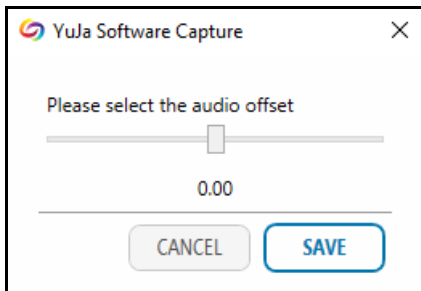 YuJa Software Capture
Please select the audio offset
0.00
CANCEL
SAVE